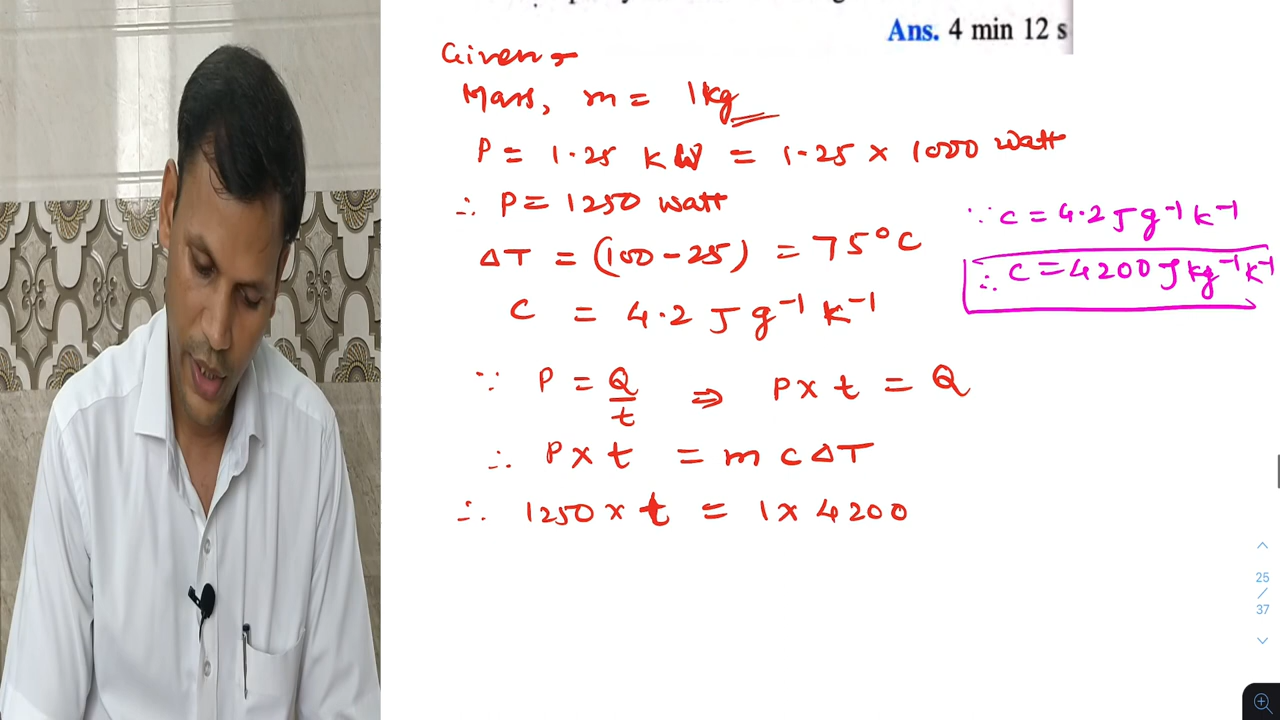 Ans. 4 min 12 s
Given →
Mass, m = 1kg
P = 1.25 kW = 1.25 × 1000 watt
∴ P = 1250 watt
ΔT = (100 - 25) = 75°C
C = 4.2 J g⁻¹ k⁻¹
∵ C = 4.2 J g⁻¹ k⁻¹
∴ C = 4200 J kg⁻¹ k⁻¹
∵ P = Q/t ⇒ P × t = Q
∴ P × t = m c ΔT
∴ 1250 × t = 1 × 4200
25
/
37